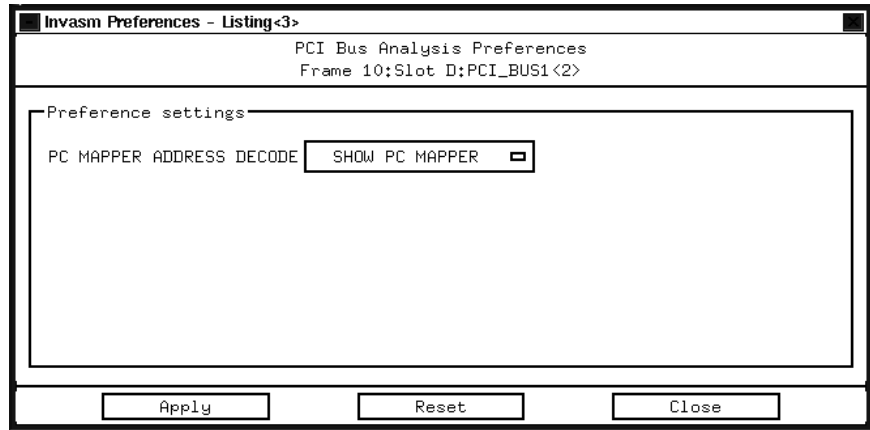 Invasm Preferences - Listing<3>
PCI Bus Analysis Preferences
Frame 10:Slot D:PCI_BUS1<2>
Preference settings
PC MAPPER ADDRESS DECODE SHOW PC MAPPER
Apply Reset Close